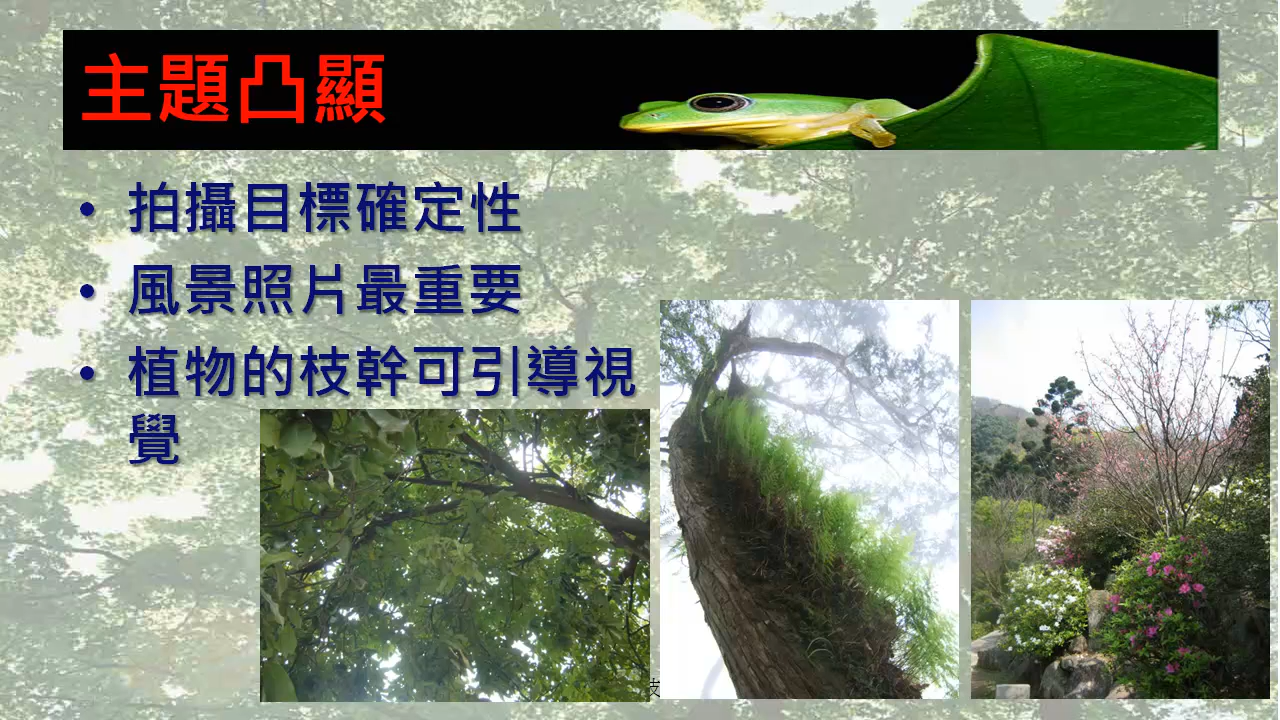 主題凸顯
• 拍攝目標確定性
• 風景照片最重要
• 植物的枝幹可引導視
覺
技